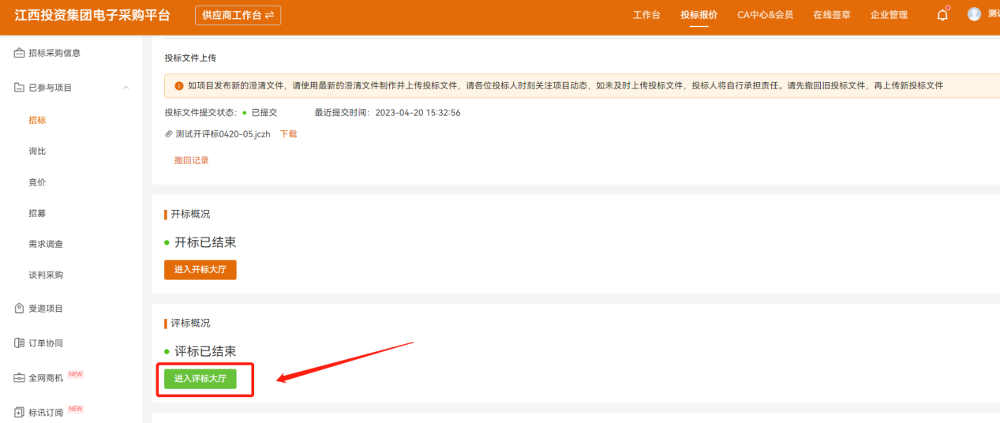 江西投资集团电子采购平台 供应商工作台 工作台 投标报价 CA中心&会员 在线签章 企业管理
招标采购信息
已参与项目
招标
询比
竞价
招募
需求调查
谈判采购
受邀项目
订单协同
全网商机 NEW
标讯订阅 NEW
投标文件上传
如项目发布新的澄清文件，请使用最新的澄清文件制作并上传投标文件，请各位投标人时刻关注项目动态，如未及时上传投标文件，投标人将自行承担责任。请先撤回旧投标文件，再上传新投标文件
投标文件提交状态： 已提交 最近提交时间：2023-04-20 15:32:56
测试开评标0420-05.jczh 下载
撤回记录
开标概况
开标已结束
进入开标大厅
评标概况
评标已结束
进入评标大厅